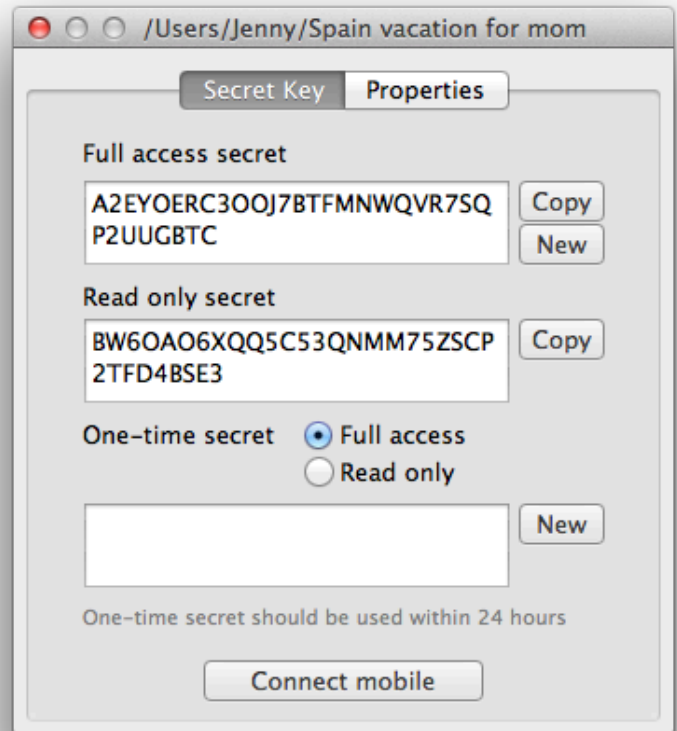 /Users/Jenny/Spain vacation for mom
Secret Key Properties
Full access secret
A2EYOERC3OOJ7BTFMNWQVR7SQ Copy
P2UUGBTC New
Read only secret
BW6OAO6XQQ5C53QNMM75ZSCP Copy
2TFD4BSE3
One-time secret Full access
Read only
New
One-time secret should be used within 24 hours
Connect mobile